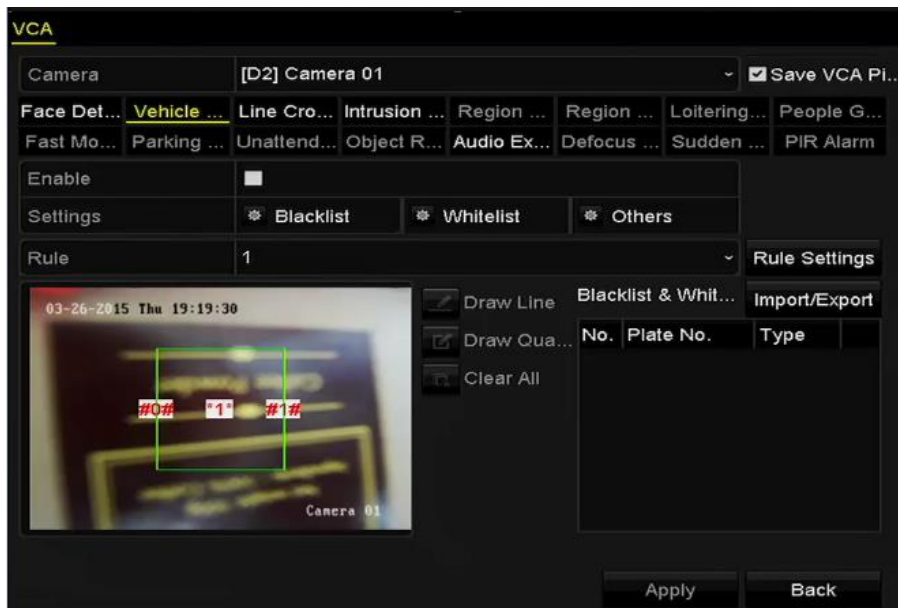 VCA
Camera [D2] Camera 01 Save VCA Pi..
Face Det... Vehicle ... Line Cro... Intrusion ... Region ... Region ... Loitering... People G...
Fast Mo... Parking ... Unattend... Object R... Audio Ex... Defocus ... Sudden ... PIR Alarm
Enable
Settings Blacklist Whitelist Others
Rule 1 Rule Settings
03-26-2015 Thu 19:19:30 Draw Line Blacklist & Whit... Import/Export
Draw Qua... No. Plate No. Type
Clear All
#0# *1* #1#
Camera 01
Apply Back